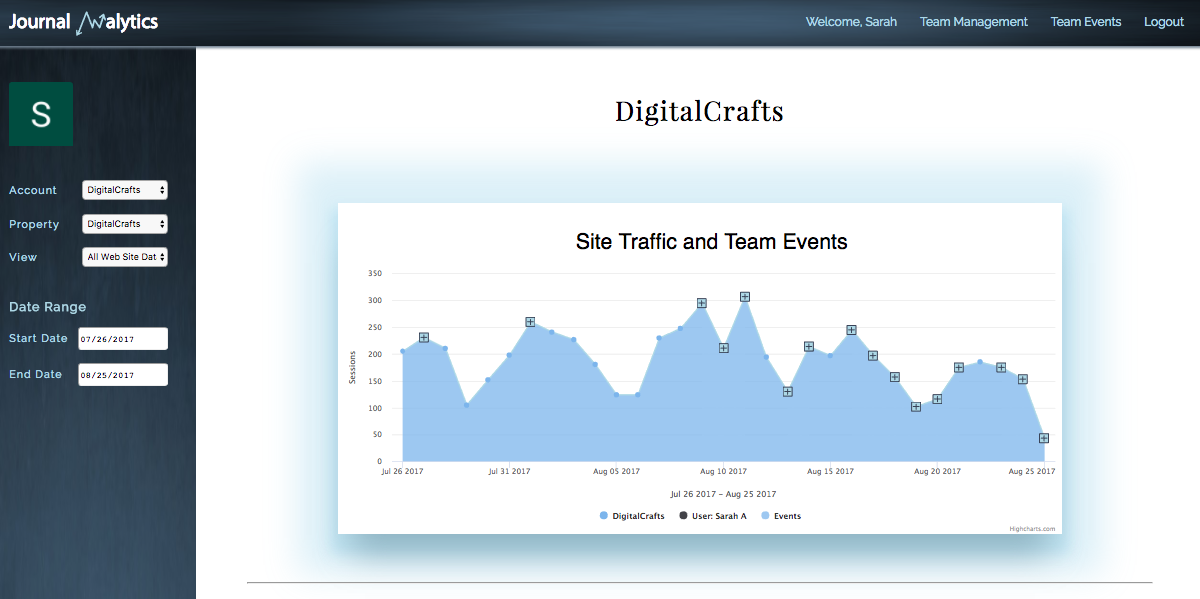 Journal Analytics
Welcome, Sarah Team Management Team Events Logout
S
Account DigitalCrafts
Property DigitalCrafts
View All Web Site Dat
Date Range
Start Date 07/26/2017
End Date 08/25/2017
DigitalCrafts
Site Traffic and Team Events
Sessions
350
300
250
200
150
100
50
0
Jul 26 2017 Jul 31 2017 Aug 05 2017 Aug 10 2017 Aug 15 2017 Aug 20 2017 Aug 25 2017
Jul 26 2017 – Aug 25 2017
DigitalCrafts User: Sarah A Events
Highcharts.com